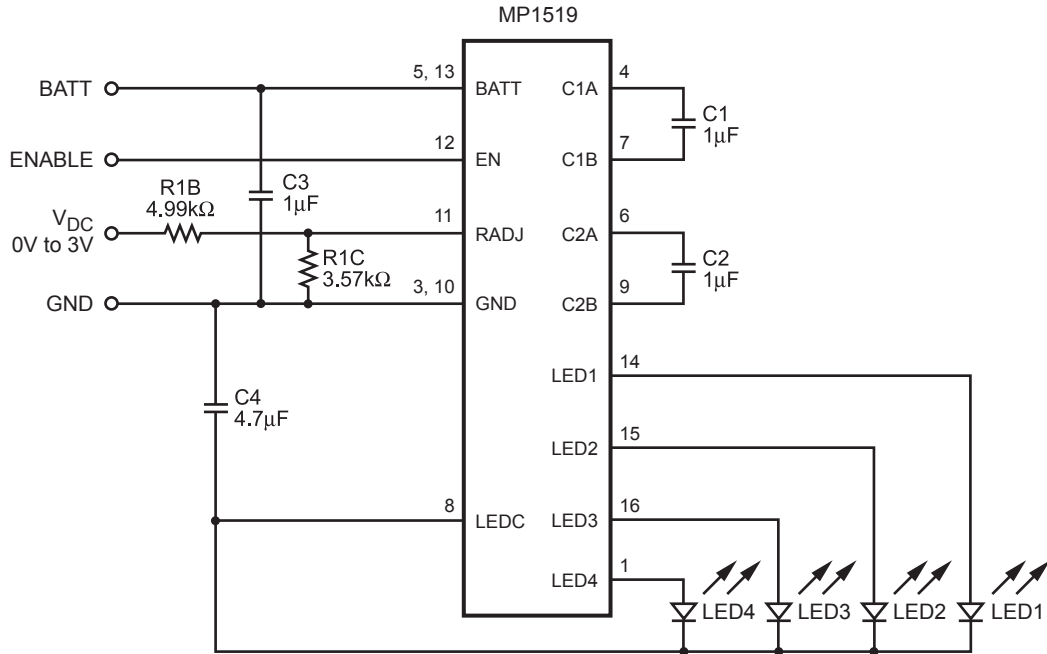 MP1519
BATT
5, 13
BATT
C1A
4
C1
1µF
ENABLE
12
EN
C1B
7
R1B
4.99kΩ
C3
1µF
VDC
0V to 3V
11
RADJ
C2A
6
R1C
3.57kΩ
C2
1µF
GND
3, 10
GND
C2B
9
LED1
14
C4
4.7µF
LED2
15
8
LEDC
LED3
16
LED4
1
LED4
LED3
LED2
LED1